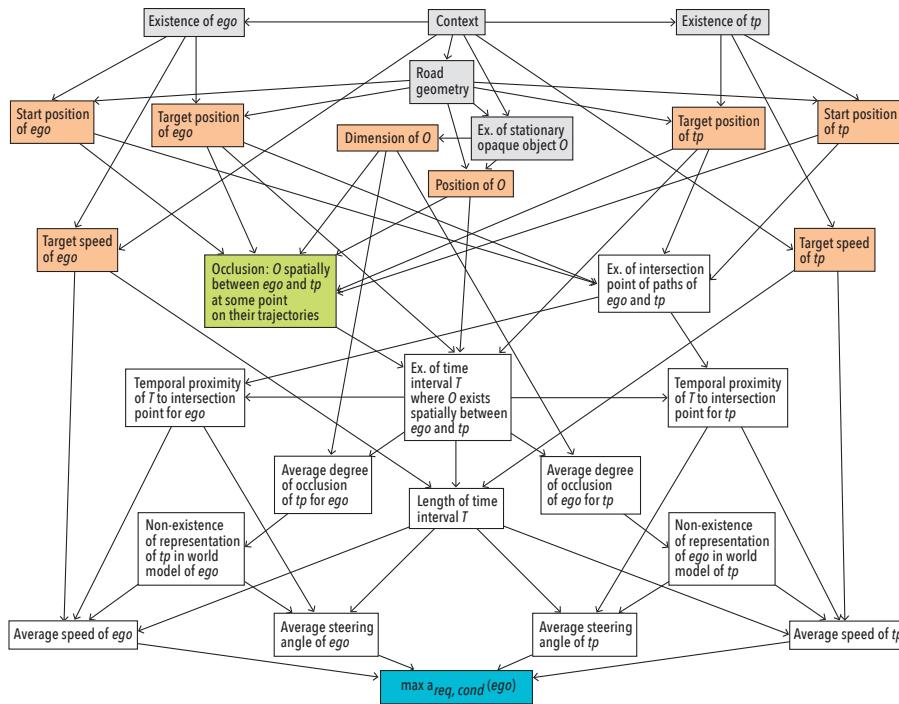 Existence of ego
Context
Existence of tp
Road
geometry
Start position
of ego
Target position
of ego
Dimension of O
Ex. of stationary
opaque object O
Target position
of tp
Start position
of tp
Position of O
Target speed
of ego
Occlusion: O spatially
between ego and tp
at some point
on their trajectories
Ex. of intersection
point of paths of
ego and tp
Target speed
of tp
Temporal proximity
of T to intersection
point for ego
Ex. of time
interval T
where O exists
spatially between
ego and tp
Temporal proximity
of T to intersection
point for tp
Average degree
of occlusion
of tp for ego
Length of time
interval T
Average degree
of occlusion
of ego for tp
Non-existence
of representation
of tp in world
model of ego
Non-existence
of representation
of ego in world
model of tp
Average speed of ego
Average steering
angle of ego
Average steering
angle of tp
Average speed of tp
max a req, cond (ego)